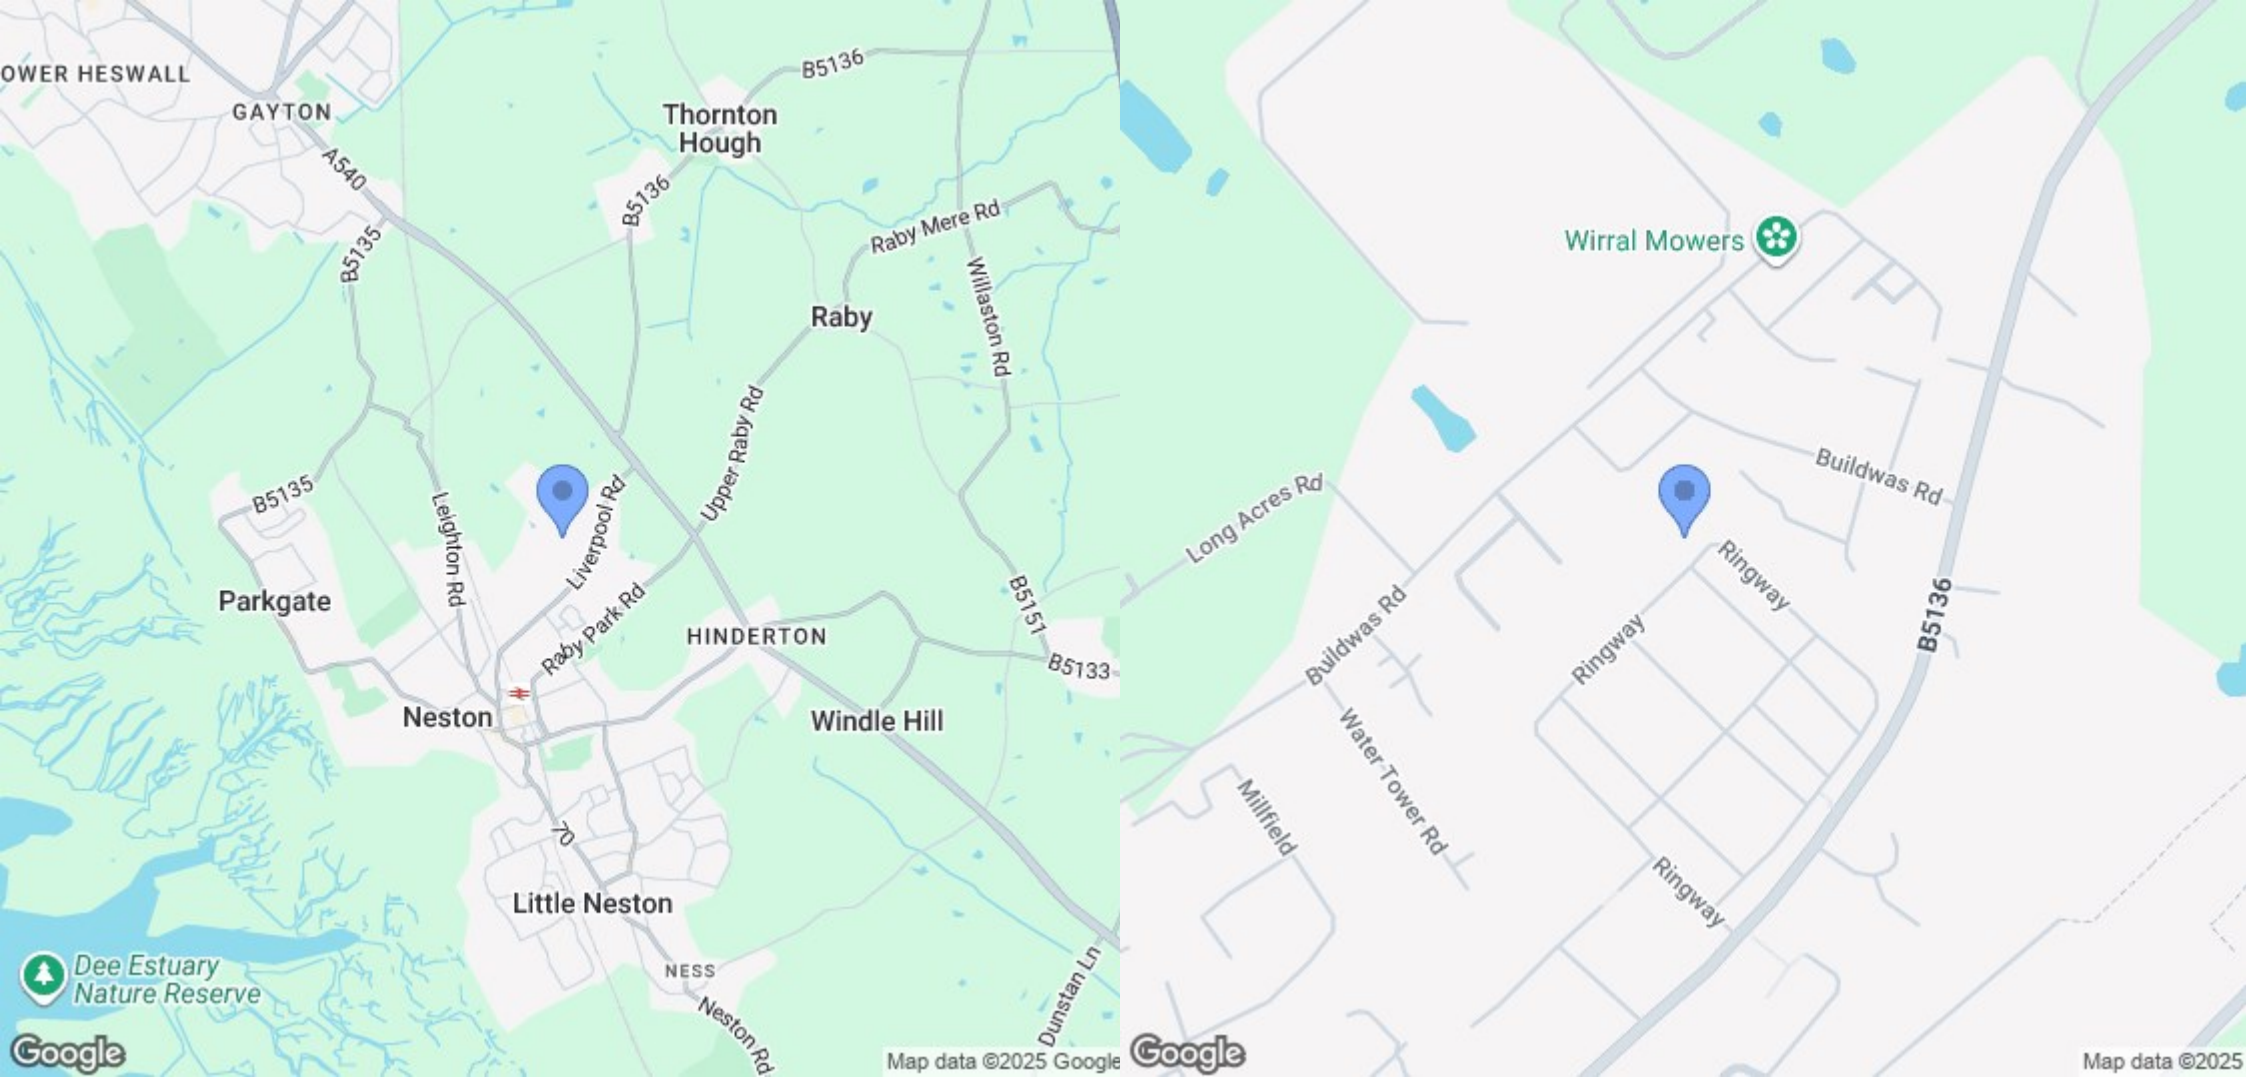 OWER HESWALL
GAYTON
A540
B5136
Thornton
Hough
B5136
B5135
Raby Mere Rd
Willaston Rd
Raby
Upper Raby Rd
B5135
Leighton Rd
Liverpool Rd
Parkgate
Raby Park Rd
HINDERTON
B5151
B5133
Neston
Windle Hill
70
Little Neston
NESS
Neston Rd
Dunstan Ln
Dee Estuary
Nature Reserve
Google
Map data ©2025 Google
Wirral Mowers
Buildwas Rd
Long Acres Rd
Ringway
Ringway
B5136
Buildwas Rd
Water Tower Rd
Millfield
Ringway
Google
Map data ©2025